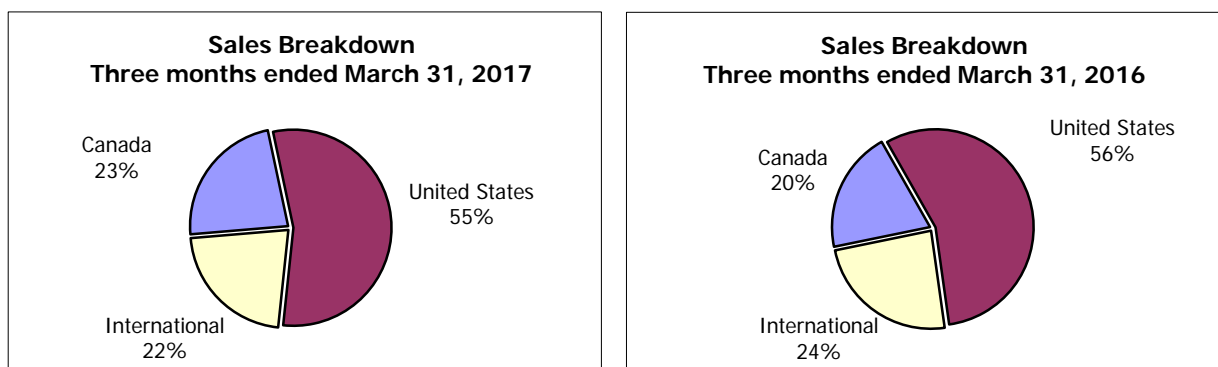 Sales Breakdown
Three months ended March 31, 2017
Canada
23%
United States
55%
International
22%
Sales Breakdown
Three months ended March 31, 2016
United States
56%
Canada
20%
International
24%